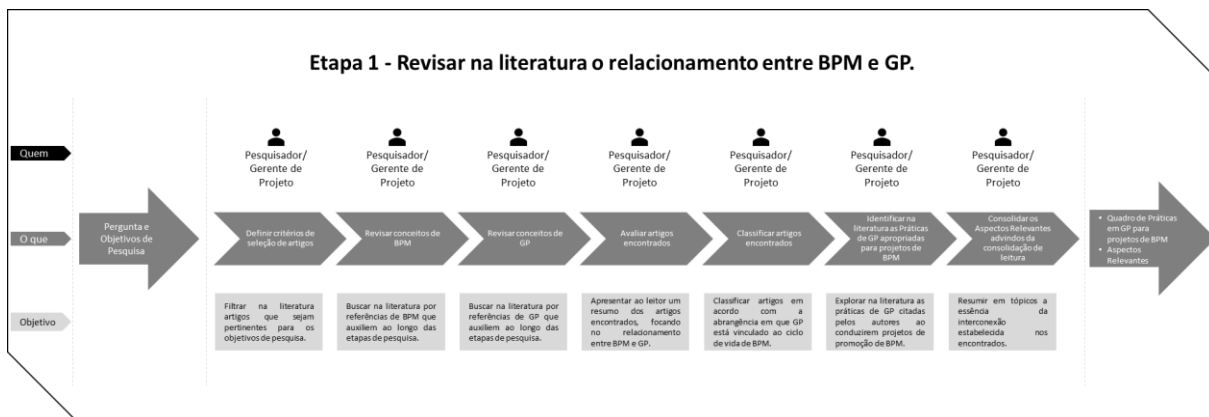 Etapa 1 - Revisar na literatura o relacionamento entre BPM e GP.
Quem
Pesquisador/
Gerente de
Projeto
Pesquisador/
Gerente de
Projeto
Pesquisador/
Gerente de
Projeto
Pesquisador/
Gerente de
Projeto
Pesquisador/
Gerente de
Projeto
Pesquisador/
Gerente de
Projeto
Pesquisador/
Gerente de
Projeto
O que
Pergunta e
Objetivos de
Pesquisa
Definir critérios de
seleção de artigos
Revisar conceitos de
BPM
Revisar conceitos de
GP
Avaliar artigos
encontrados
Classificar artigos
encontrados
Identificar na
literatura as Práticas
de GP apropriadas
para projetos de
BPM
Consolidar os
Aspectos Relevantes
advindos da
consolidação de
leitura
• Quadro de Práticas
em GP para
projetos de BPM
• Aspectos
Relevantes
Objetivo
Filtrar na literatura
artigos que sejam
pertinentes para os
objetivos de pesquisa.
Buscar na literatura por
referências de BPM que
auxiliem ao longo das
etapas de pesquisa.
Buscar na literatura por
referências de GP que
auxiliem ao longo das
etapas de pesquisa.
Apresentar ao leitor um
resumo dos artigos
encontrados, focando
no relacionamento
entre BPM e GP.
Classificar artigos em
acordo com a
abrangência em que GP
está vinculado ao ciclo
de vida de BPM.
Explorar na literatura as
práticas de GP citadas
pelos autores ao
conduzirem projetos de
promoção de BPM.
Resumir em tópicos a
essência da
interconexão
estabelecida nos
encontrados.